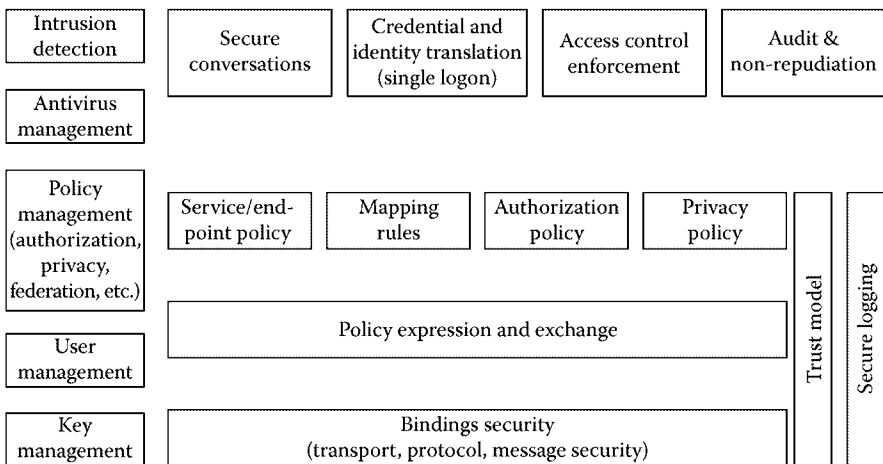 Intrusion
detection
Secure
conversations
Credential and
identity translation
(single logon)
Access control
enforcement
Audit &
non-repudiation
Antivirus
management
Policy
management
(authorization,
privacy,
federation, etc.)
Service/end-
point policy
Mapping
rules
Authorization
policy
Privacy
policy
Policy expression and exchange
User
management
Key
management
Bindings security
(transport, protocol, message security)
Trust model
Secure logging